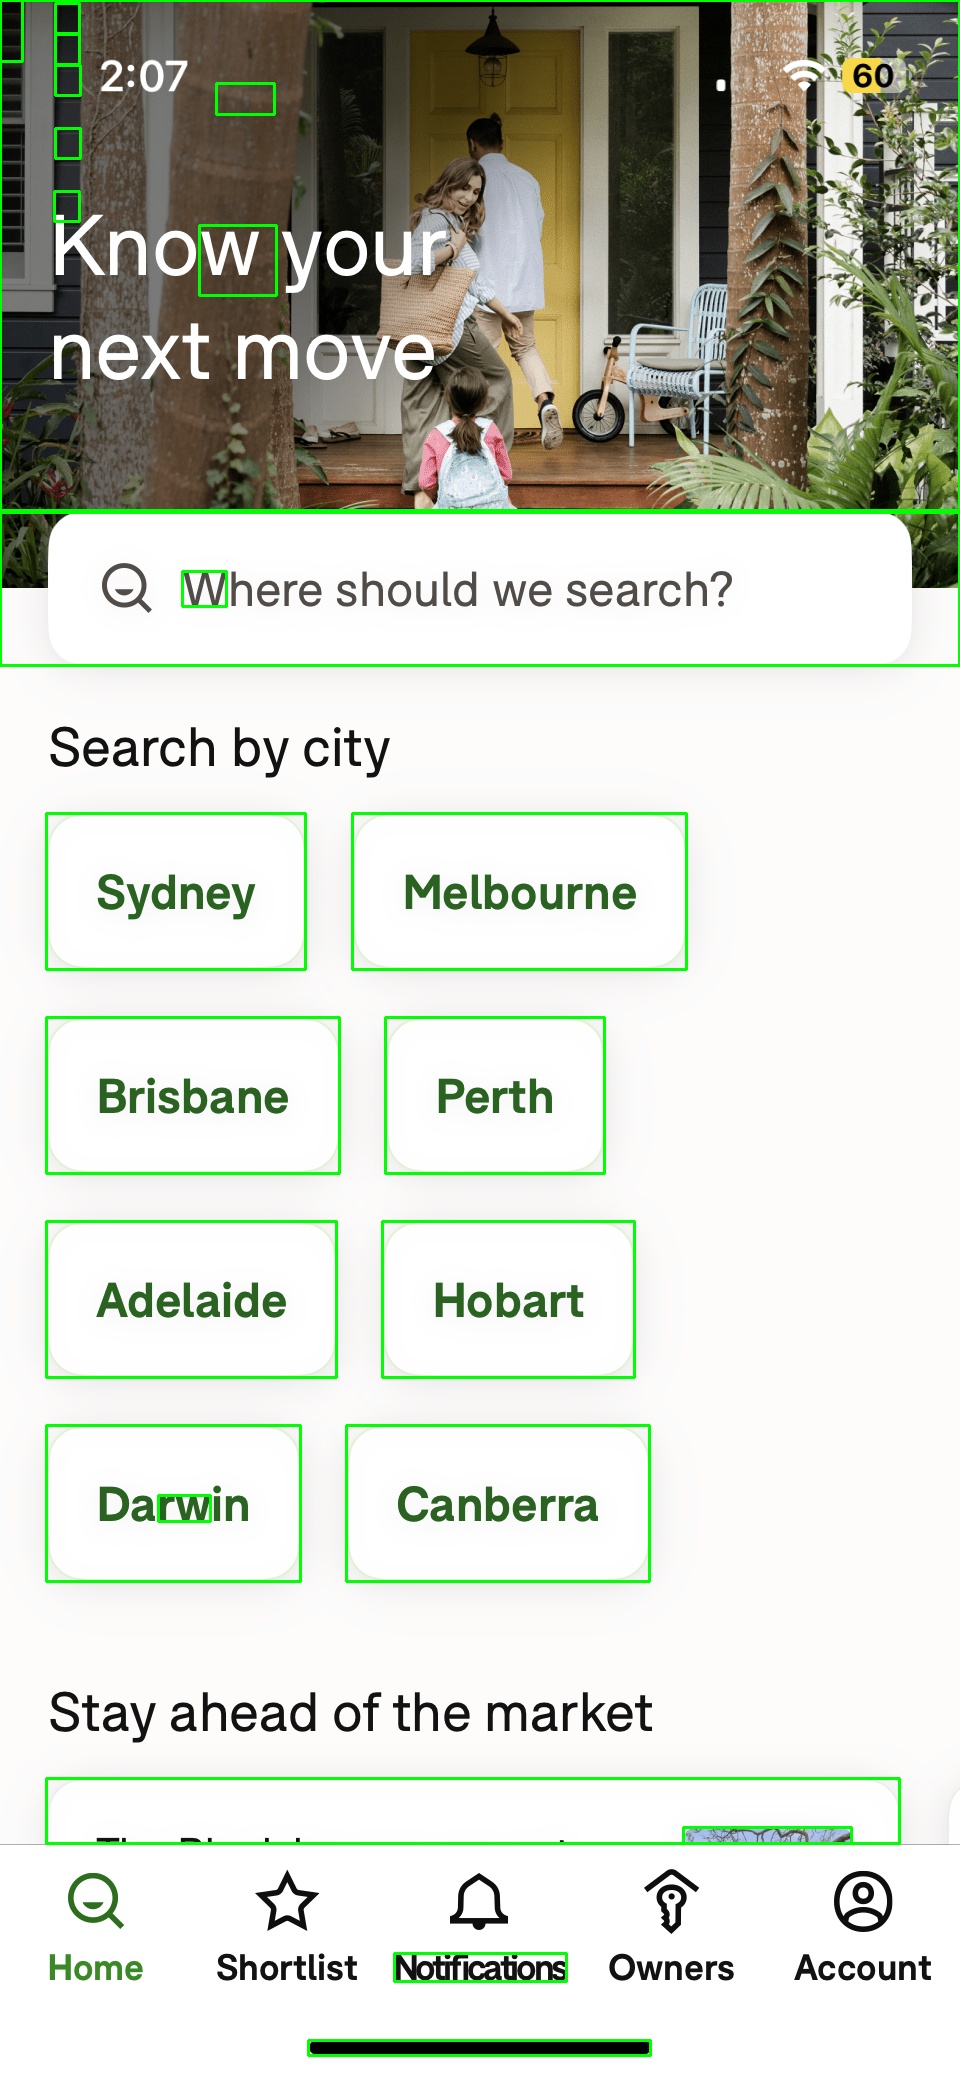 2:07
60
Know your
next move
Where should we search?
Search by city
Sydney
Melbourne
Brisbane
Perth
Adelaide
Hobart
Darwin
Canberra
Stay ahead of the market
Home
Shortlist
Notifications
Owners
Account